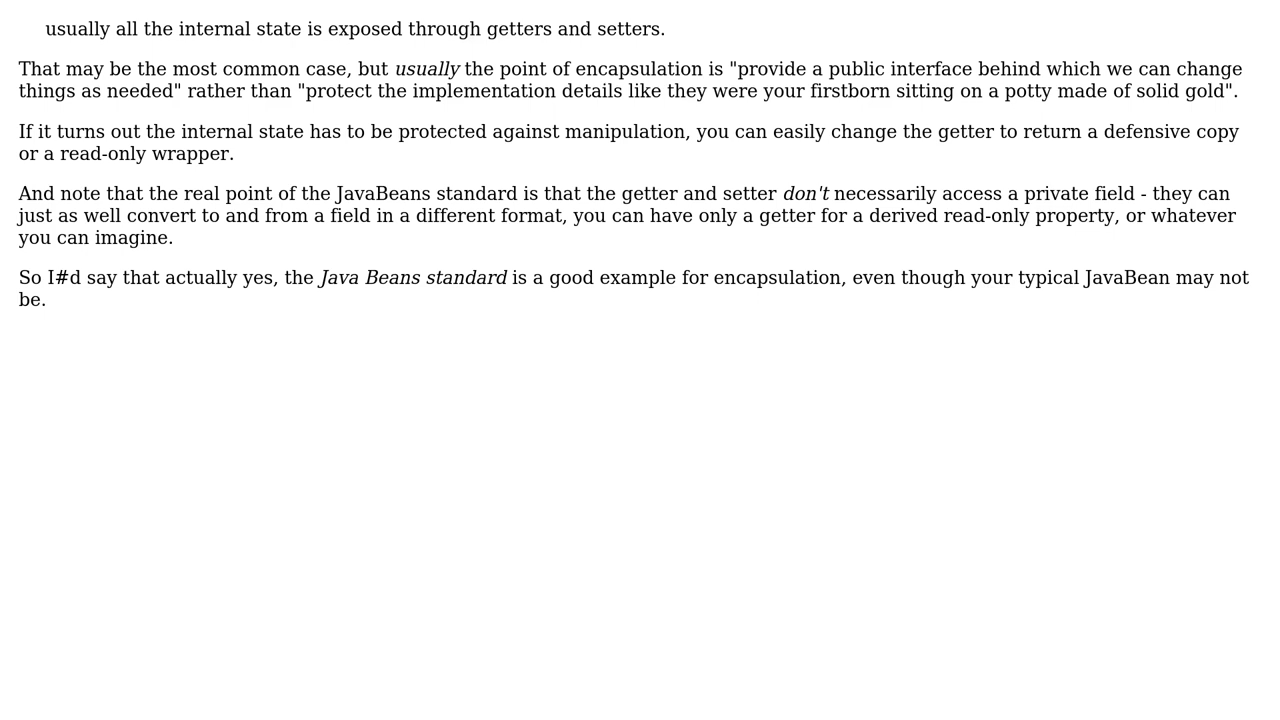 usually all the internal state is exposed through getters and setters.
That may be the most common case, but usually the point of encapsulation is "provide a public interface behind which we can change
things as needed" rather than "protect the implementation details like they were your firstborn sitting on a potty made of solid gold".
If it turns out the internal state has to be protected against manipulation, you can easily change the getter to return a defensive copy
or a read-only wrapper.
And note that the real point of the JavaBeans standard is that the getter and setter don't necessarily access a private field - they can
just as well convert to and from a field in a different format, you can have only a getter for a derived read-only property, or whatever
you can imagine.
So I#d say that actually yes, the Java Beans standard is a good example for encapsulation, even though your typical JavaBean may not
be.